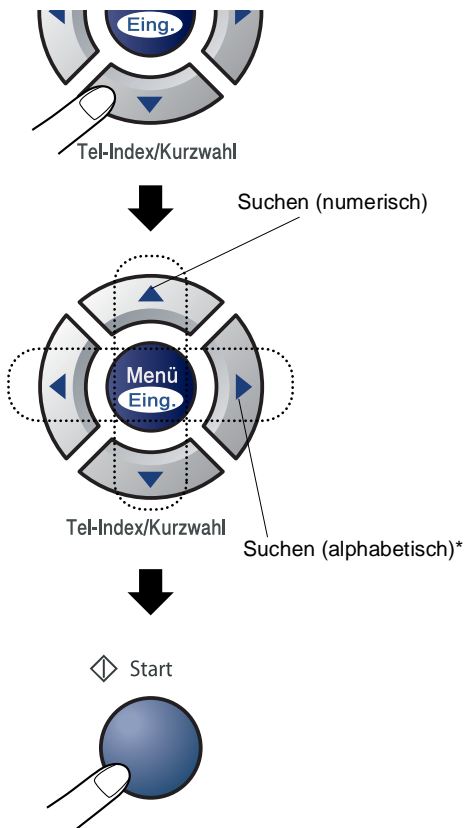 Eing.
Tel-Index/Kurzwahl
Suchen (numerisch)
Menü
Eing.
Tel-Index/Kurzwahl
Suchen (alphabetisch)*
Start